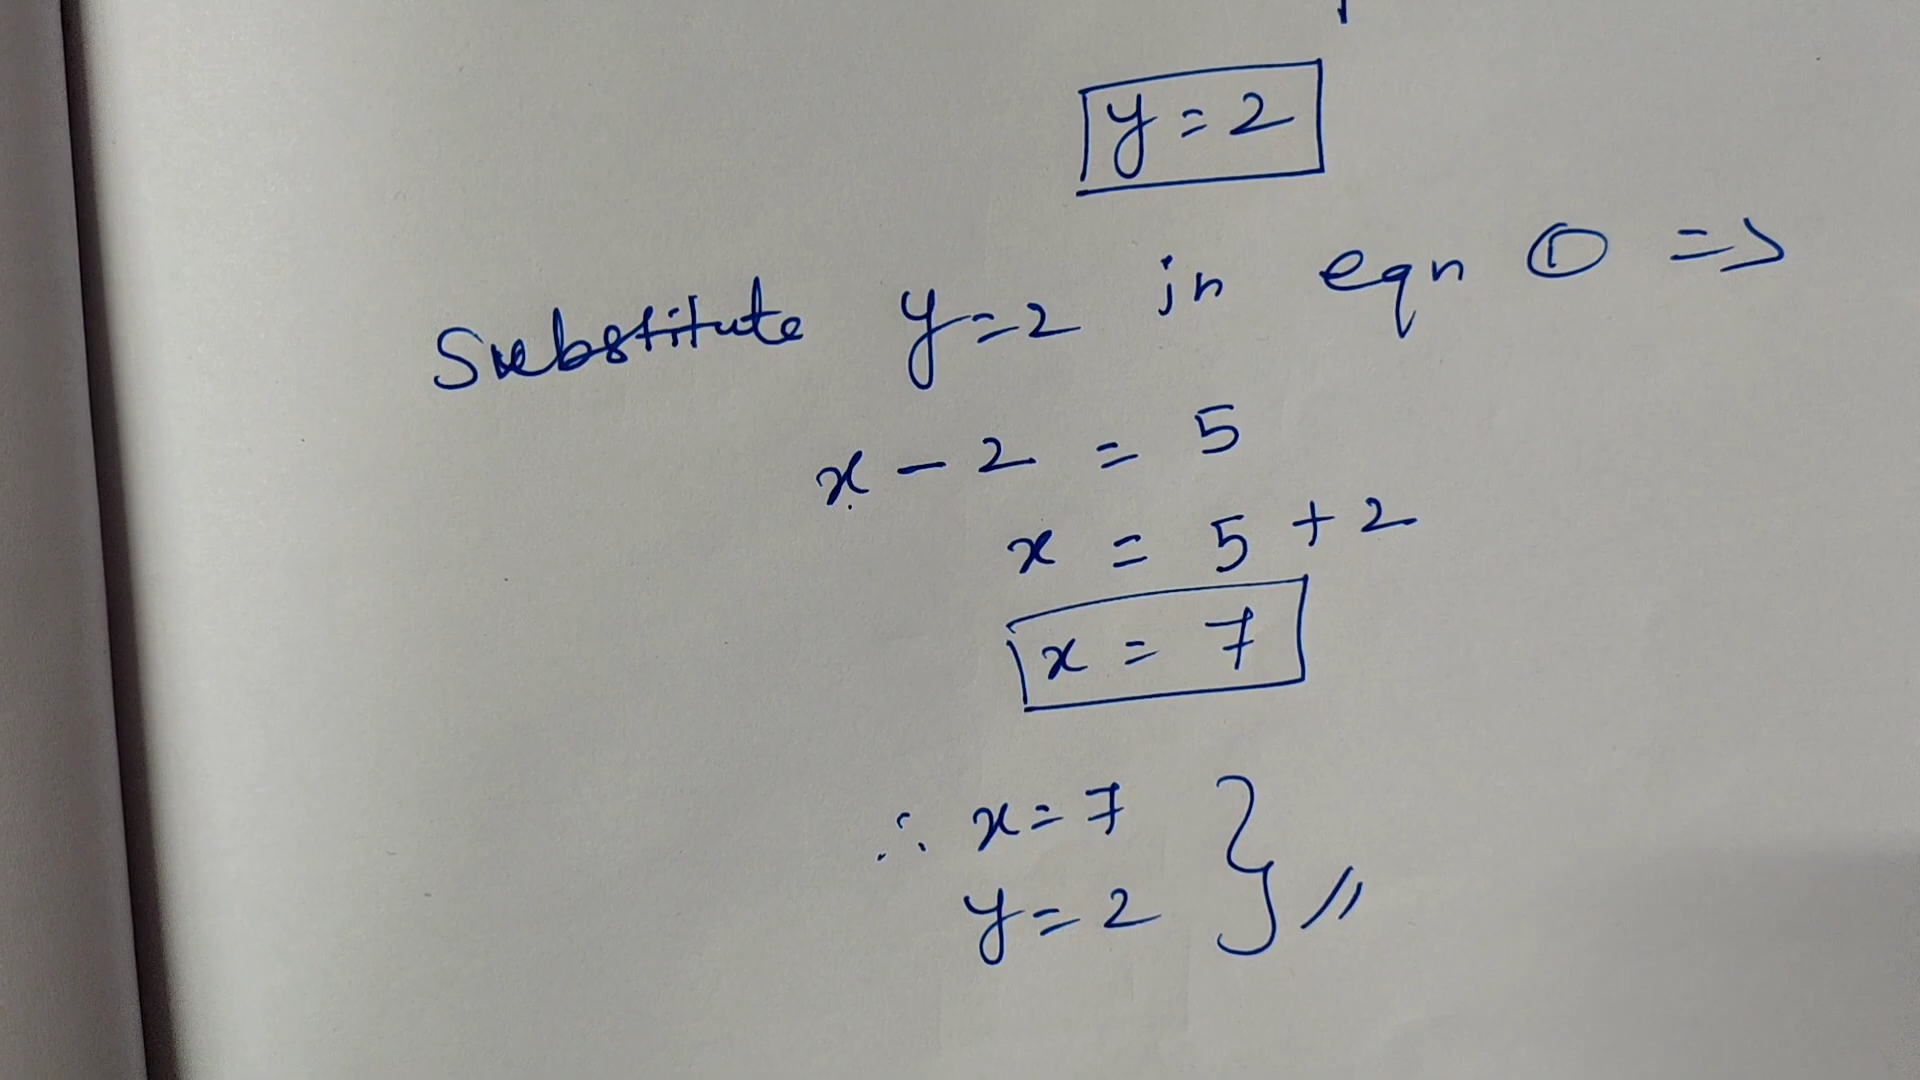 y = 2
Substitute y=2 in eqn ① =>
x - 2 = 5
x = 5 + 2
x = 7
∴ x = 7
y = 2 } //